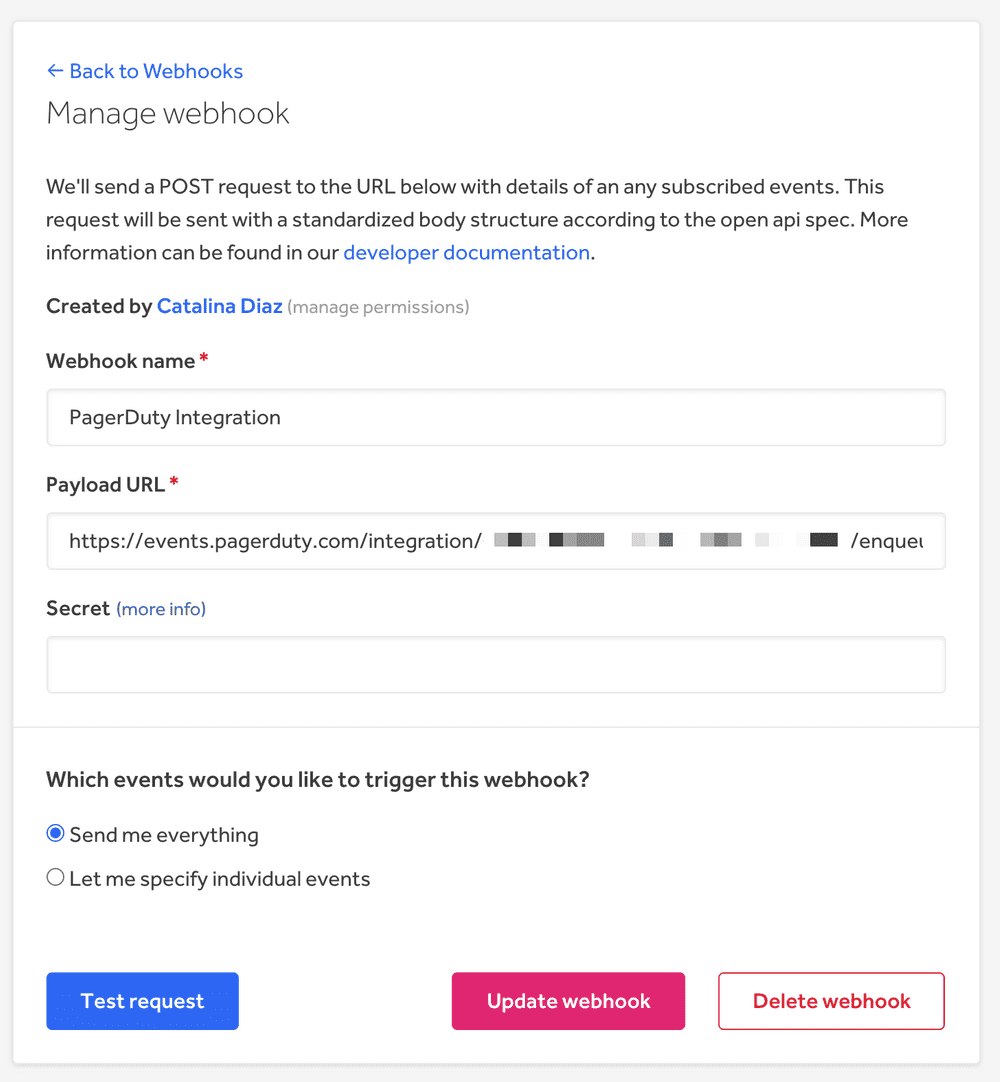 ← Back to Webhooks
Manage webhook
We'll send a POST request to the URL below with details of an any subscribed events. This
request will be sent with a standardized body structure according to the open api spec. More
information can be found in our developer documentation.
Created by Catalina Diaz (manage permissions)
Webhook name*
PagerDuty Integration
Payload URL*
https://events.pagerduty.com/integration/ /enqueu
Secret (more info)
Which events would you like to trigger this webhook?
Send me everything
Let me specify individual events
Test request Update webhook Delete webhook